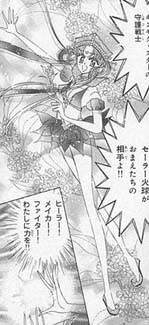 守護戦士
セーラー火球が
おまえたちの
相手よ!!
ヒーラー!
メイカー!
ファイター!
わたしに力を!!